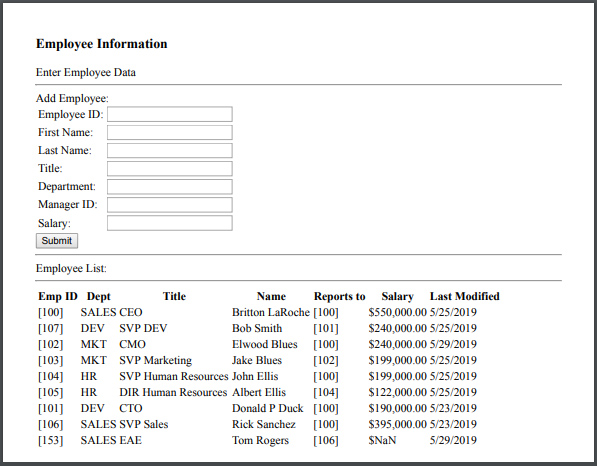 Employee Information
Enter Employee Data
Add Employee:
Employee ID:
First Name:
Last Name:
Title:
Department:
Manager ID:
Salary:
Submit
Employee List:
Emp ID Dept Title Name Reports to Salary Last Modified
[100] SALES CEO Britton LaRoche [100] $550,000.00 5/25/2019
[107] DEV SVP DEV Bob Smith [101] $240,000.00 5/25/2019
[102] MKT CMO Elwood Blues [100] $240,000.00 5/29/2019
[103] MKT SVP Marketing Jake Blues [102] $199,000.00 5/25/2019
[104] HR SVP Human Resources John Ellis [100] $199,000.00 5/25/2019
[105] HR DIR Human Resources Albert Ellis [104] $122,000.00 5/25/2019
[101] DEV CTO Donald P Duck [100] $190,000.00 5/23/2019
[106] SALES SVP Sales Rick Sanchez [100] $395,000.00 5/23/2019
[153] SALES EAE Tom Rogers [106] $NaN 5/29/2019